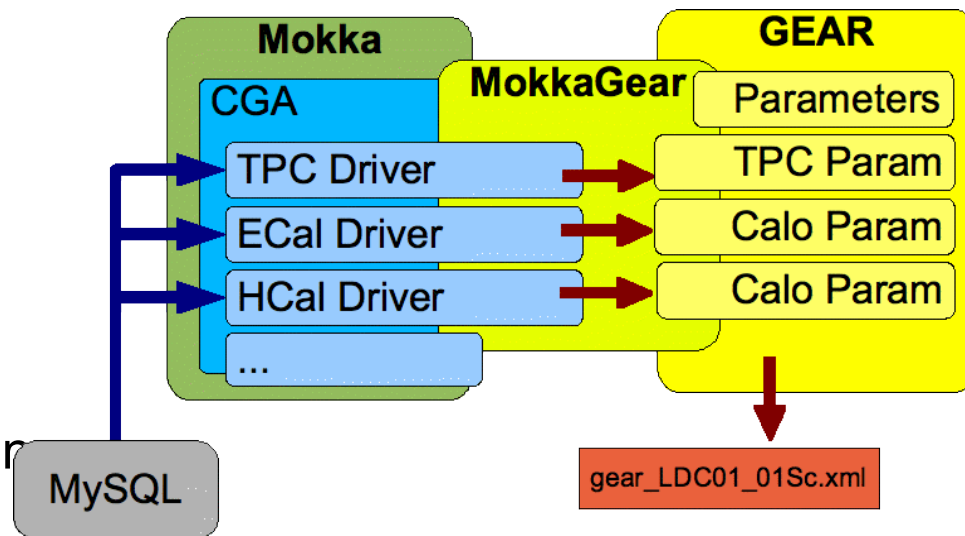 Mokka
GEAR
MokkaGear
CGA
Parameters
TPC Driver
TPC Param
ECal Driver
Calo Param
HCal Driver
Calo Param
...
MySQL
gear_LDC01_01Sc.xml